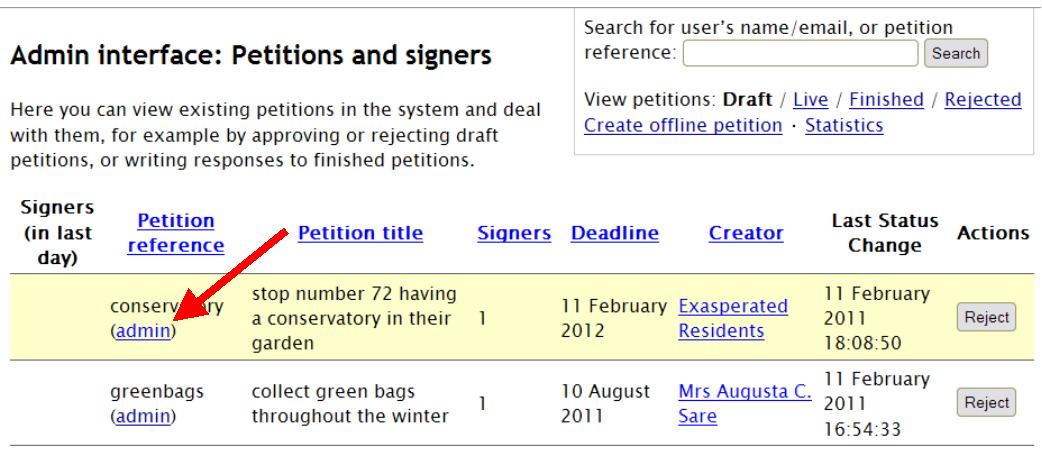 Admin interface: Petitions and signers
Here you can view existing petitions in the system and deal
with them, for example by approving or rejecting draft
petitions, or writing responses to finished petitions.
Search for user's name/email, or petition
reference: Search
View petitions: Draft / Live / Finished / Rejected
Create offline petition · Statistics
Signers
(in last
day)
Petition
reference
Petition title
Signers
Deadline
Creator
Last Status
Change
Actions
conservatory
(admin)
stop number 72 having
a conservatory in their
garden
1
11 February
2012
Exasperated
Residents
11 February
2011
18:08:50
Reject
greenbags
(admin)
collect green bags
throughout the winter
1
10 August
2011
Mrs Augusta C.
Sare
11 February
2011
16:54:33
Reject